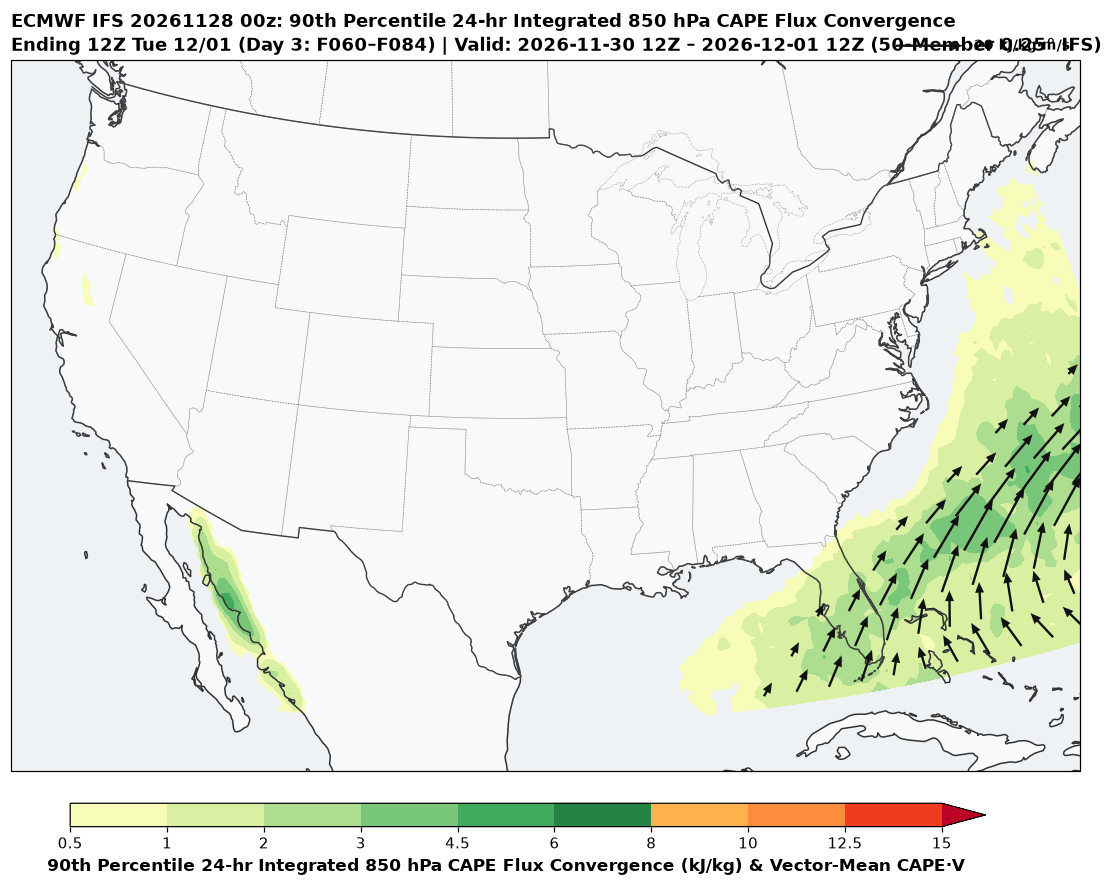 ECMWF IFS 20261128 00z: 90th Percentile 24-hr Integrated 850 hPa CAPE Flux Convergence
Ending 12Z Tue 12/01 (Day 3: F060–F084) | Valid: 2026-11-30 12Z – 2026-12-01 12Z (50-Member 0.25° IFS)
0.5 1 2 3 4.5 6 8 10 12.5 15
90th Percentile 24-hr Integrated 850 hPa CAPE Flux Convergence (kJ/kg) & Vector-Mean CAPE·V